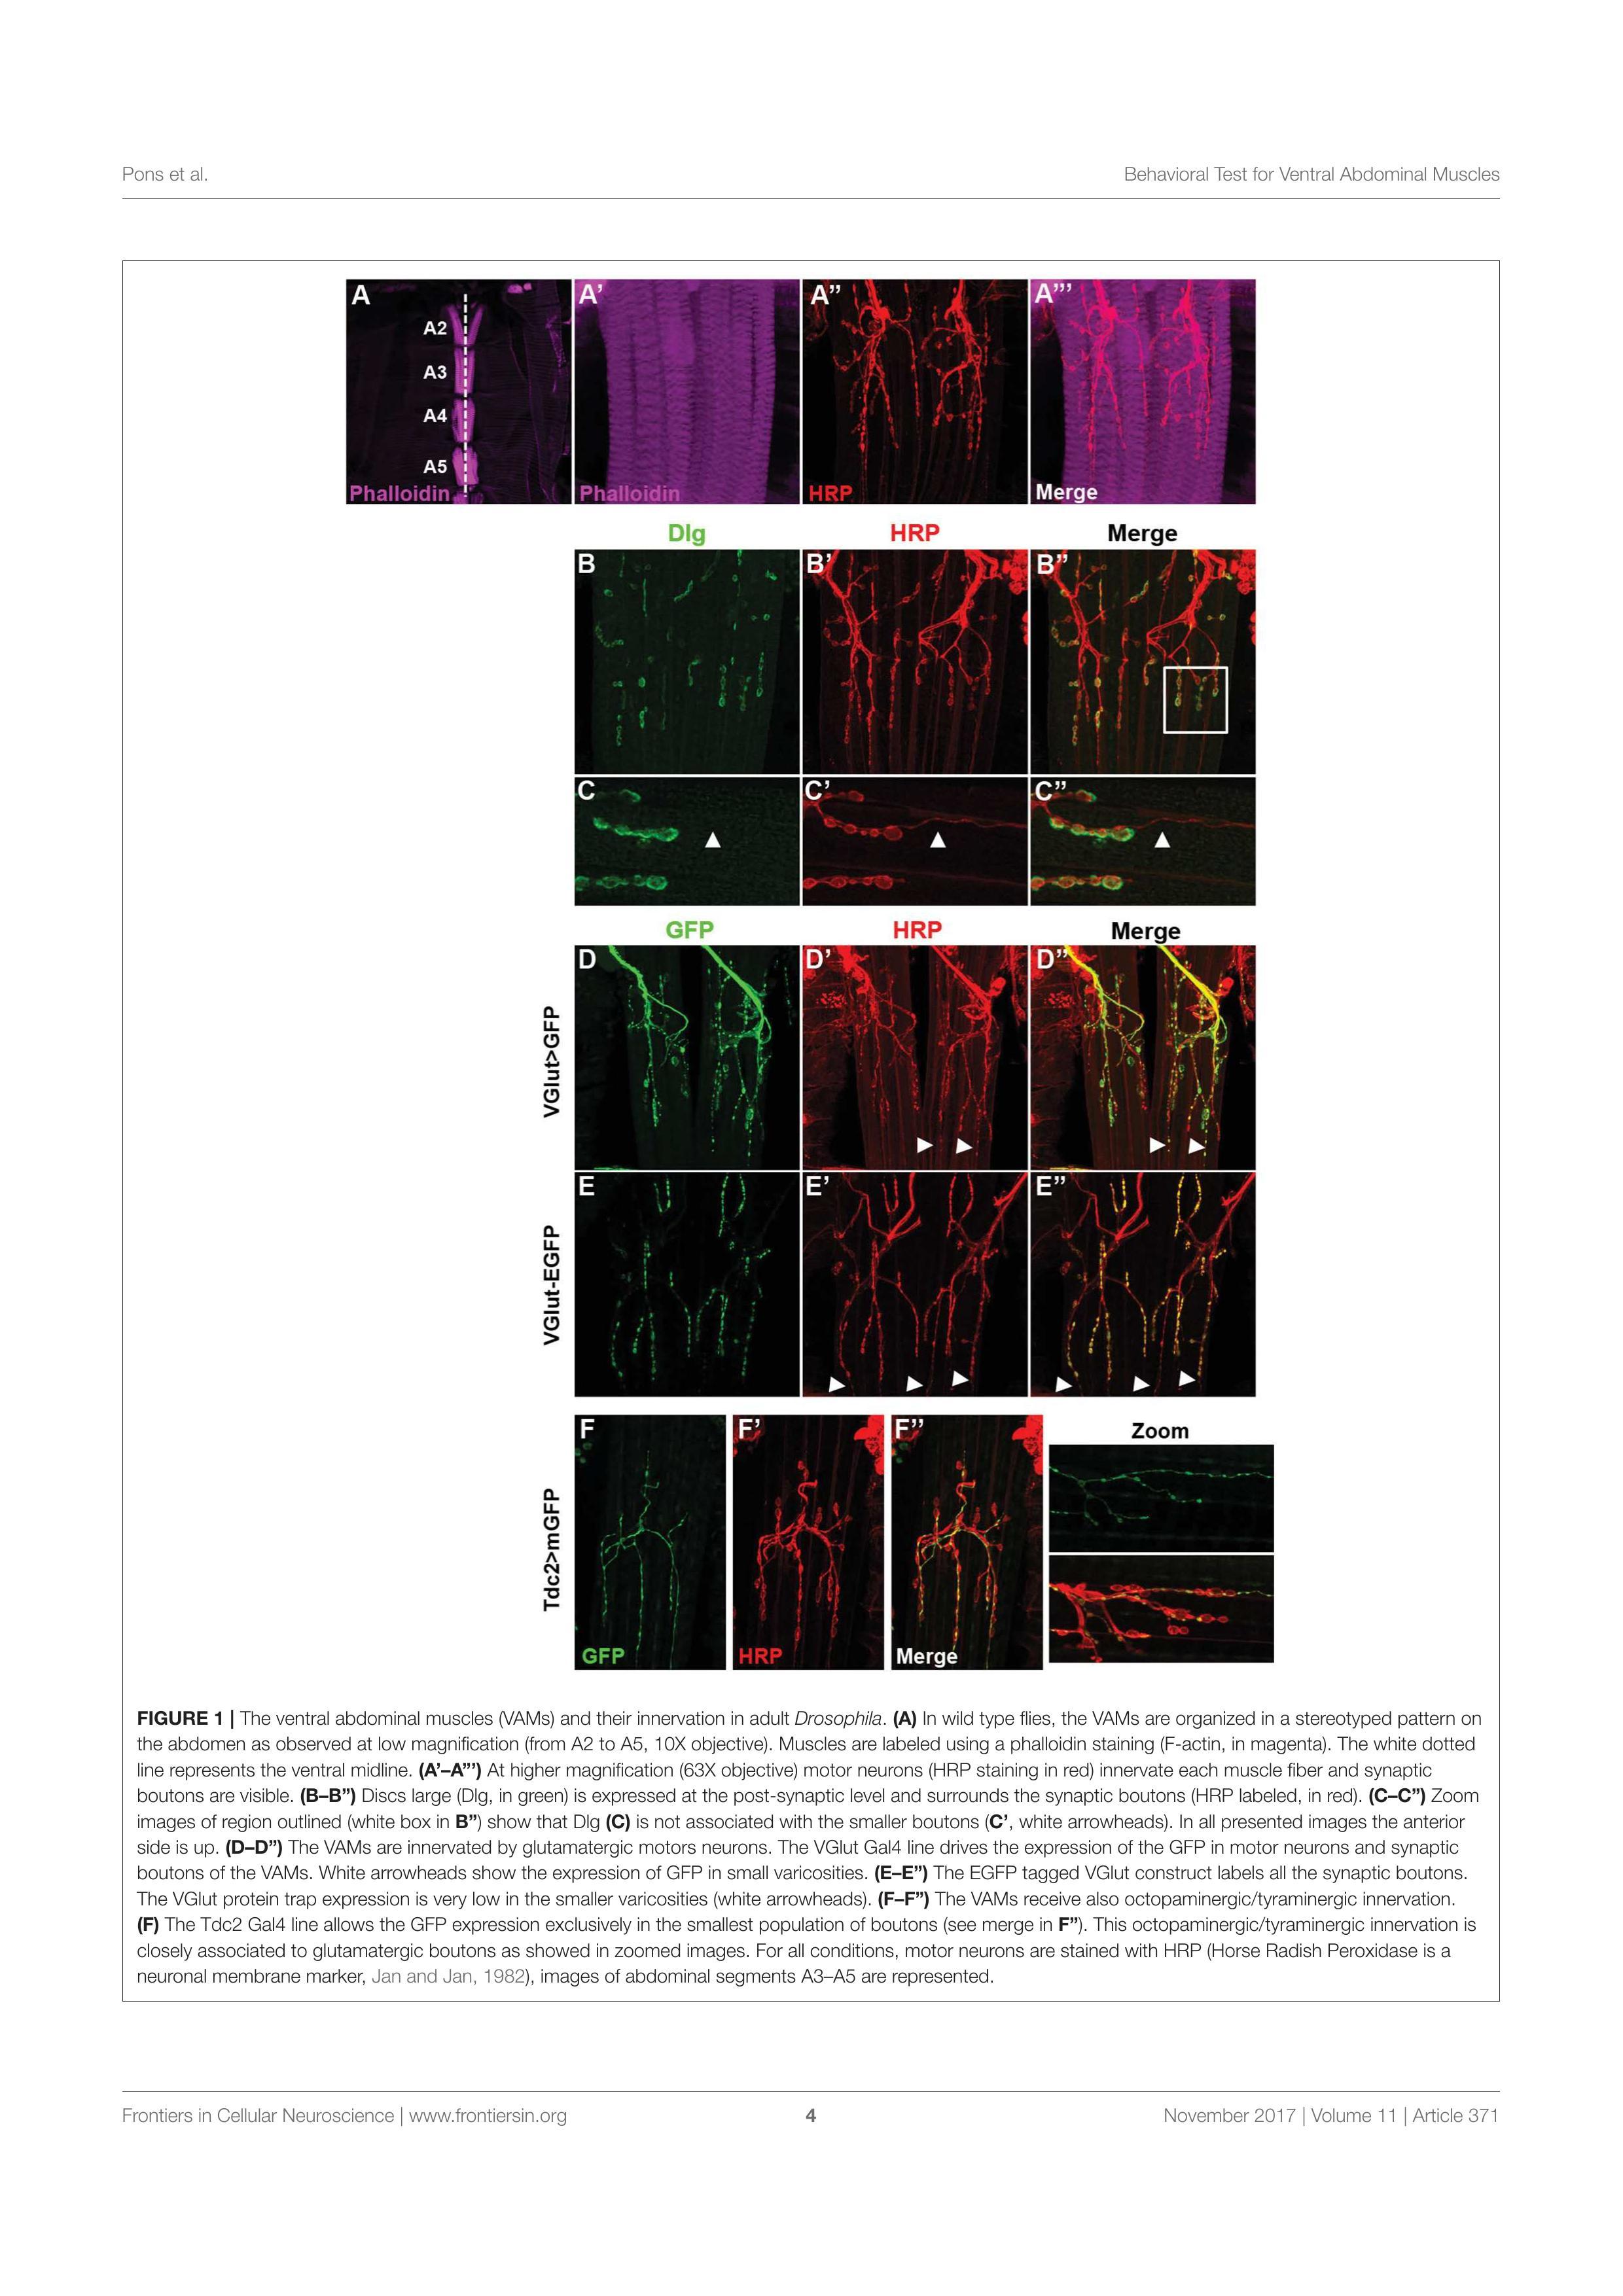 Pons et al.
Behavioral Test for Ventral Abdominal Muscles
A
A'
A”
A”'
A2
A3
A4
A5
Phalloidin
Phalloidin
HRP
Merge
Dlg
HRP
Merge
B
B'
B”
C
C'
C”
GFP
HRP
Merge
VGlut>GFP
D
D'
D”
VGlut-EGFP
E
E'
E”
Tdc2>mGFP
F
F'
F”
Zoom
GFP
HRP
Merge
FIGURE 1 | The ventral abdominal muscles (VAMs) and their innervation in adult Drosophila. (A) In wild type flies, the VAMs are organized in a stereotyped pattern on
the abdomen as observed at low magnification (from A2 to A5, 10X objective). Muscles are labeled using a phalloidin staining (F-actin, in magenta). The white dotted
line represents the ventral midline. (A'–A”') At higher magnification (63X objective) motor neurons (HRP staining in red) innervate each muscle fiber and synaptic
boutons are visible. (B–B”) Discs large (Dlg, in green) is expressed at the post-synaptic level and surrounds the synaptic boutons (HRP labeled, in red). (C–C”) Zoom
images of region outlined (white box in B”) show that Dlg (C) is not associated with the smaller boutons (C', white arrowheads). In all presented images the anterior
side is up. (D–D”) The VAMs are innervated by glutamatergic motors neurons. The VGlut Gal4 line drives the expression of the GFP in motor neurons and synaptic
boutons of the VAMs. White arrowheads show the expression of GFP in small varicosities. (E–E”) The EGFP tagged VGlut construct labels all the synaptic boutons.
The VGlut protein trap expression is very low in the smaller varicosities (white arrowheads). (F–F”) The VAMs receive also octopaminergic/tyraminergic innervation.
(F) The Tdc2 Gal4 line allows the GFP expression exclusively in the smallest population of boutons (see merge in F”). This octopaminergic/tyraminergic innervation is
closely associated to glutamatergic boutons as showed in zoomed images. For all conditions, motor neurons are stained with HRP (Horse Radish Peroxidase is a
neuronal membrane marker, Jan and Jan, 1982), images of abdominal segments A3–A5 are represented.
Frontiers in Cellular Neuroscience | www.frontiersin.org
4
November 2017 | Volume 11 | Article 371